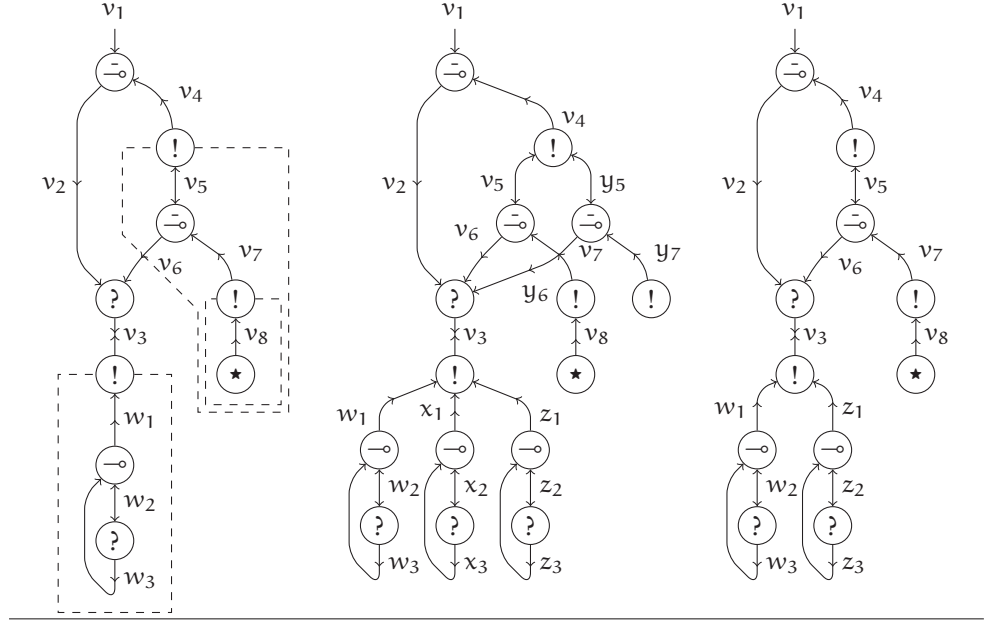 v1 v1 v1
⊸̄ ⊸̄ ⊸̄
v4 v4 v4
! ! !
v2 v5 v2 v5 y5 v2 v5
⊸̄ ⊸̄ ⊸̄ ⊸̄
v6 v7 v6 v7 y7 v6 v7
? ! ? y6 ! ! ? !
v3 v8 v3 v8 v3 v8
! ★ ! ★ ! ★
w1 w1 x1 z1 w1 z1
⊸ ⊸ ⊸ ⊸ ⊸ ⊸
w2 w2 x2 z2 w2 z2
? ? ? ? ? ?
w3 w3 x3 z3 w3 z3